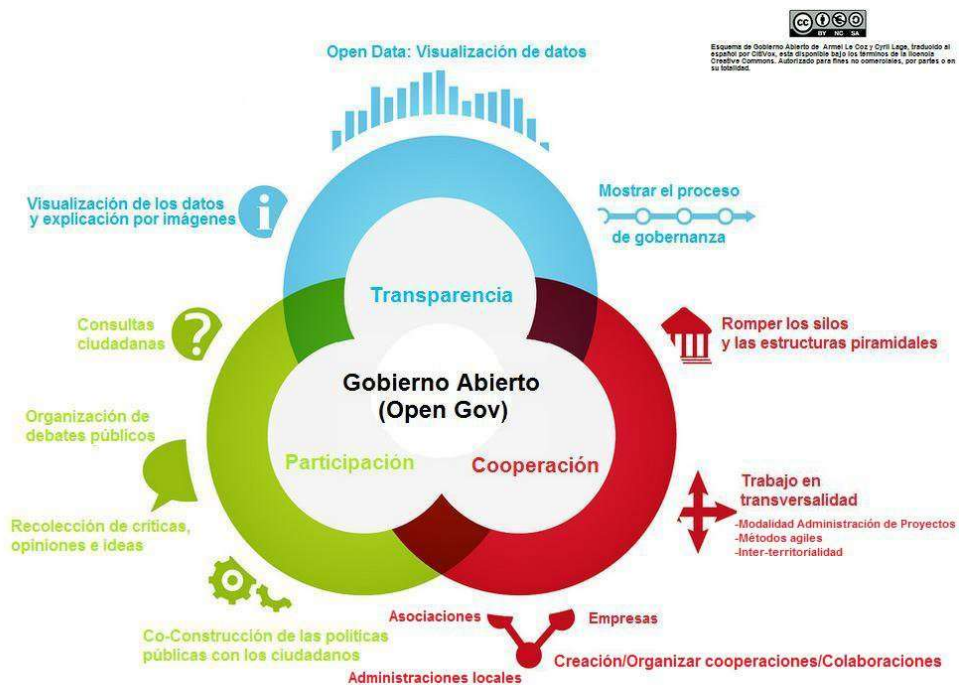 BY NC SA
Esquema de Gobierno Abierto de Armel Le Coz y Cyril Lage, traducido al
español por CitiVox, esta disponible bajo los términos de la licencia
Creative Commons. Autorizado para fines no comerciales, por partes o en
su totalidad.
Open Data: Visualización de datos
Visualización de los datos
y explicación por imágenes
i
Mostrar el proceso
de gobernanza
Transparencia
Consultas
ciudadanas
?
Romper los silos
y las estructuras piramidales
Gobierno Abierto
(Open Gov)
Organización de
debates públicos
Participación
Cooperación
Trabajo en
transversalidad
-Modalidad Administración de Proyectos
-Métodos agiles
-Inter-territorialidad
Recolección de críticas,
opiniones e ideas
Co-Construcción de las políticas
públicas con los ciudadanos
Asociaciones
Empresas
Creación/Organizar cooperaciones/Colaboraciones
Administraciones locales